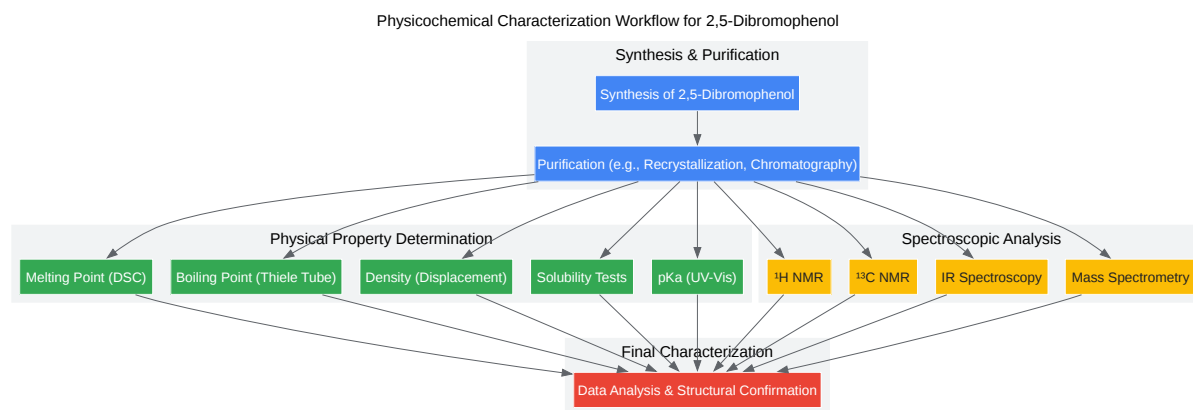 Physicochemical Characterization Workflow for 2,5-Dibromophenol
Synthesis & Purification
Synthesis of 2,5-Dibromophenol
Purification (e.g., Recrystallization, Chromatography)
Physical Property Determination
Spectroscopic Analysis
Melting Point (DSC)
Boiling Point (Thiele Tube)
Density (Displacement)
Solubility Tests
pKa (UV-Vis)
¹H NMR
¹³C NMR
IR Spectroscopy
Mass Spectrometry
Final Characterization
Data Analysis & Structural Confirmation